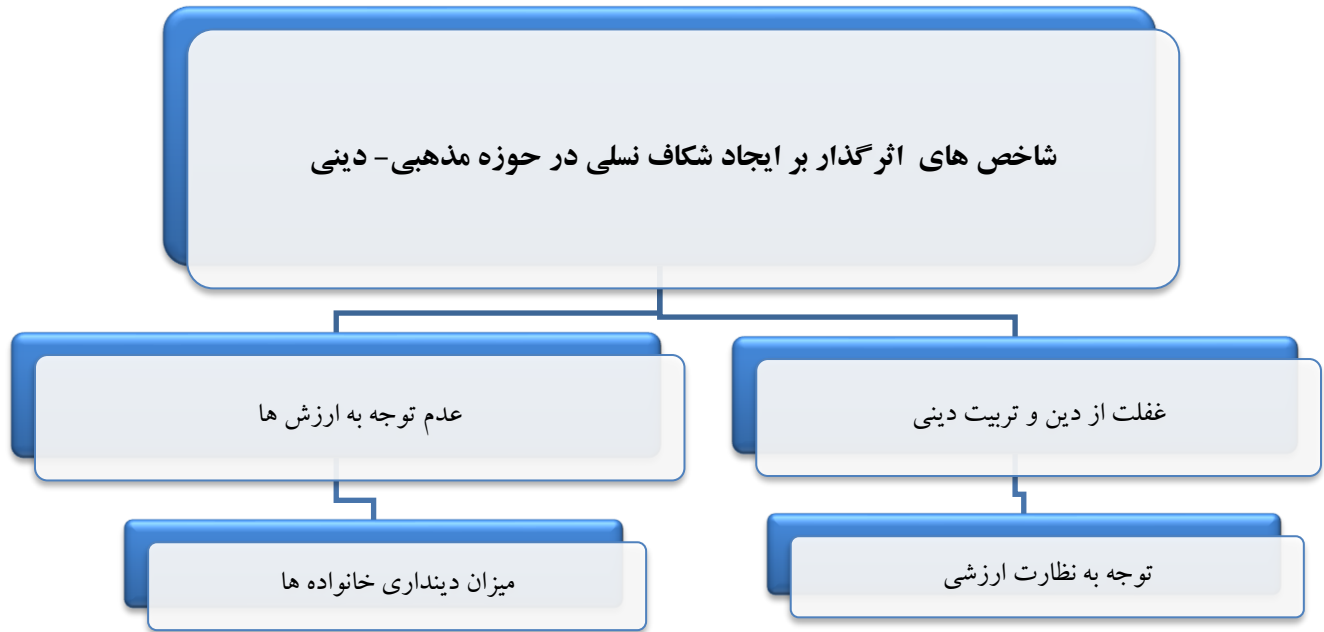 شاخص های اثرگذار بر ایجاد شکاف نسلی در حوزه مذهبی- دینی
غفلت از دین و تربیت دینی
عدم توجه به ارزش ها
توجه به نظارت ارزشی
میزان دینداری خانواده ها